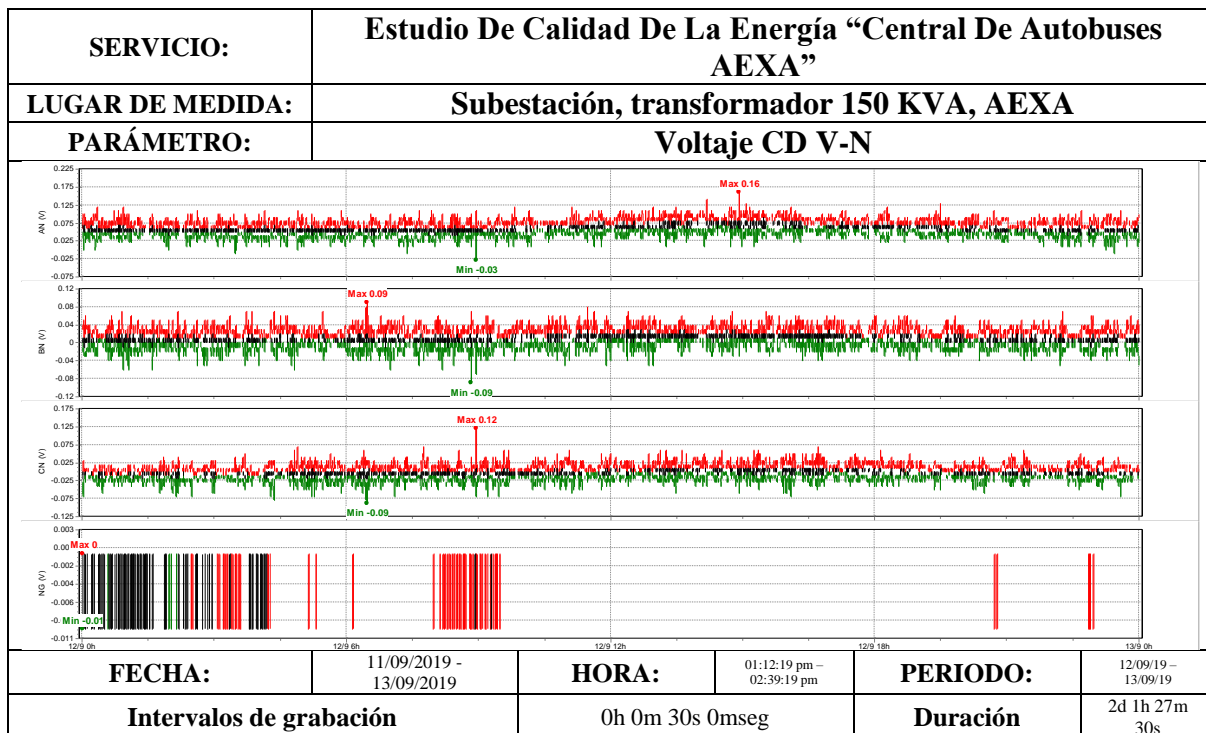 SERVICIO:
Estudio De Calidad De La Energía “Central De Autobuses
AEXA”
LUGAR DE MEDIDA:
Subestación, transformador 150 KVA, AEXA
PARÁMETRO:
Voltaje CD V-N
AN (V)
0.225
0.175
0.125
0.075
0.025
-0.025
-0.075
Max 0.16
Min -0.03
BN (V)
0.12
0.08
0.04
0
-0.04
-0.08
-0.12
Max 0.09
Min -0.09
CN (V)
0.175
0.125
0.075
0.025
-0.025
-0.075
-0.125
Max 0.12
Min -0.09
NG (V)
0.003
0.00
Max 0
-0.002
-0.004
-0.006
-0.
Min -0.01
-0.011
12/9 0h
12/9 6h
12/9 12h
12/9 18h
13/9 0h
FECHA:
11/09/2019 -
13/09/2019
HORA:
01:12:19 pm –
02:39:19 pm
PERIODO:
12/09/19 –
13/09/19
Intervalos de grabación
0h 0m 30s 0mseg
Duración
2d 1h 27m
30s